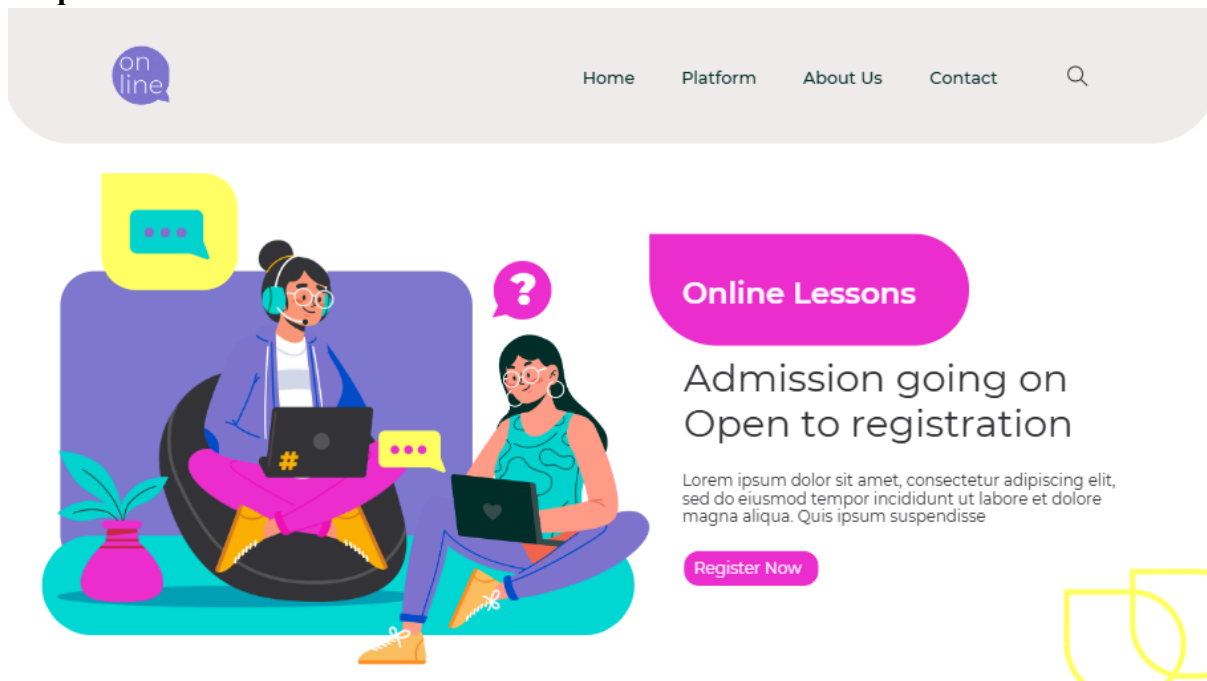 on
line
Home Platform About Us Contact
?
Online Lessons
Admission going on
Open to registration
#
Lorem ipsum dolor sit amet, consectetur adipiscing elit,
sed do eiusmod tempor incididunt ut labore et dolore
magna aliqua. Quis ipsum suspendisse
Register Now